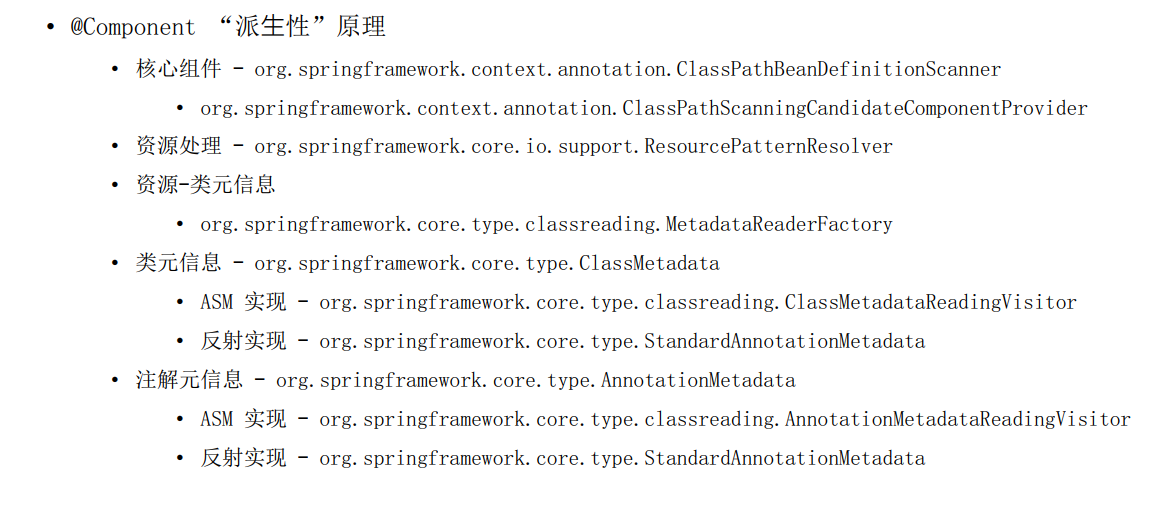 • @Component “派生性”原理
• 核心组件 - org.springframework.context.annotation.ClassPathBeanDefinitionScanner
• org.springframework.context.annotation.ClassPathScanningCandidateComponentProvider
• 资源处理 - org.springframework.core.io.support.ResourcePatternResolver
• 资源-类元信息
• org.springframework.core.type.classreading.MetadataReaderFactory
• 类元信息 - org.springframework.core.type.ClassMetadata
• ASM 实现 - org.springframework.core.type.classreading.ClassMetadataReadingVisitor
• 反射实现 - org.springframework.core.type.StandardAnnotationMetadata
• 注解元信息 - org.springframework.core.type.AnnotationMetadata
• ASM 实现 - org.springframework.core.type.classreading.AnnotationMetadataReadingVisitor
• 反射实现 - org.springframework.core.type.StandardAnnotationMetadata